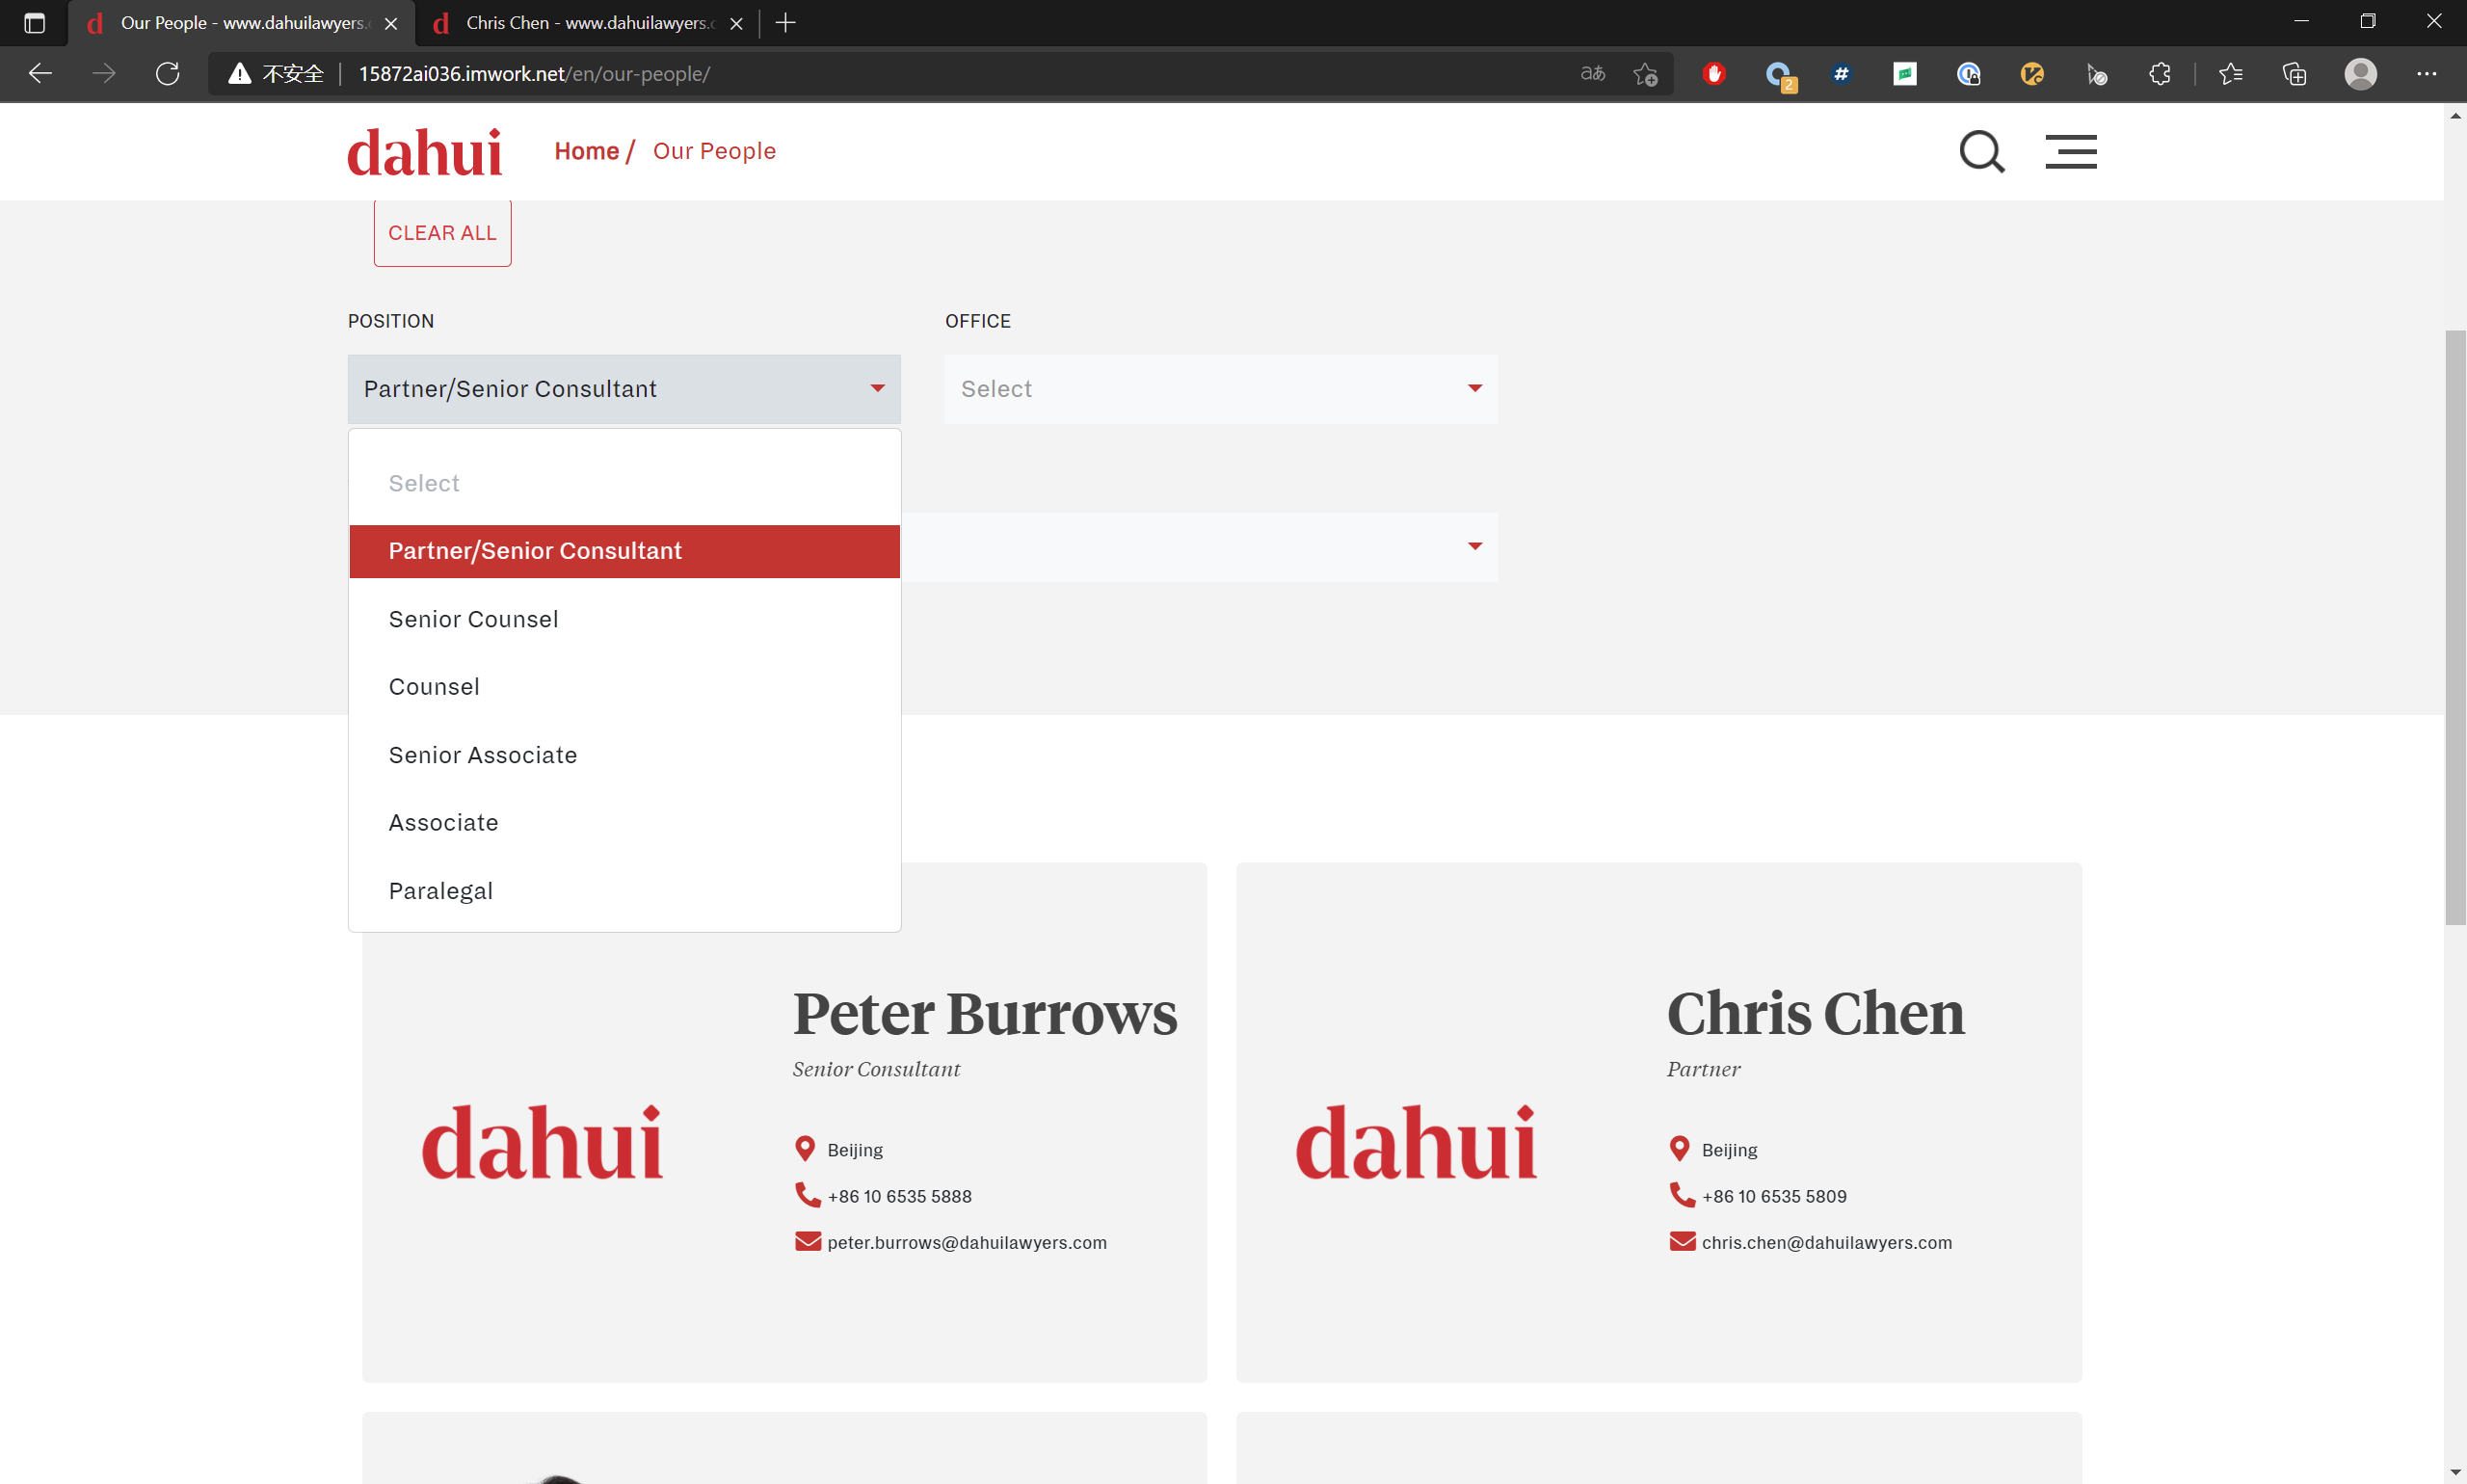 Our People - www.dahuilawyers.
Chris Chen - www.dahuilawyers.c
不安全
15872ai036.imwork.net/en/our-people/
aあ
2
#
dahui
Home / Our People
CLEAR ALL
POSITION
OFFICE
Partner/Senior Consultant
Select
Select
Partner/Senior Consultant
Senior Counsel
Counsel
Senior Associate
Associate
Paralegal
dahui
Peter Burrows
Senior Consultant
Beijing
+86 10 6535 5888
peter.burrows@dahuilawyers.com
dahui
Chris Chen
Partner
Beijing
+86 10 6535 5809
chris.chen@dahuilawyers.com